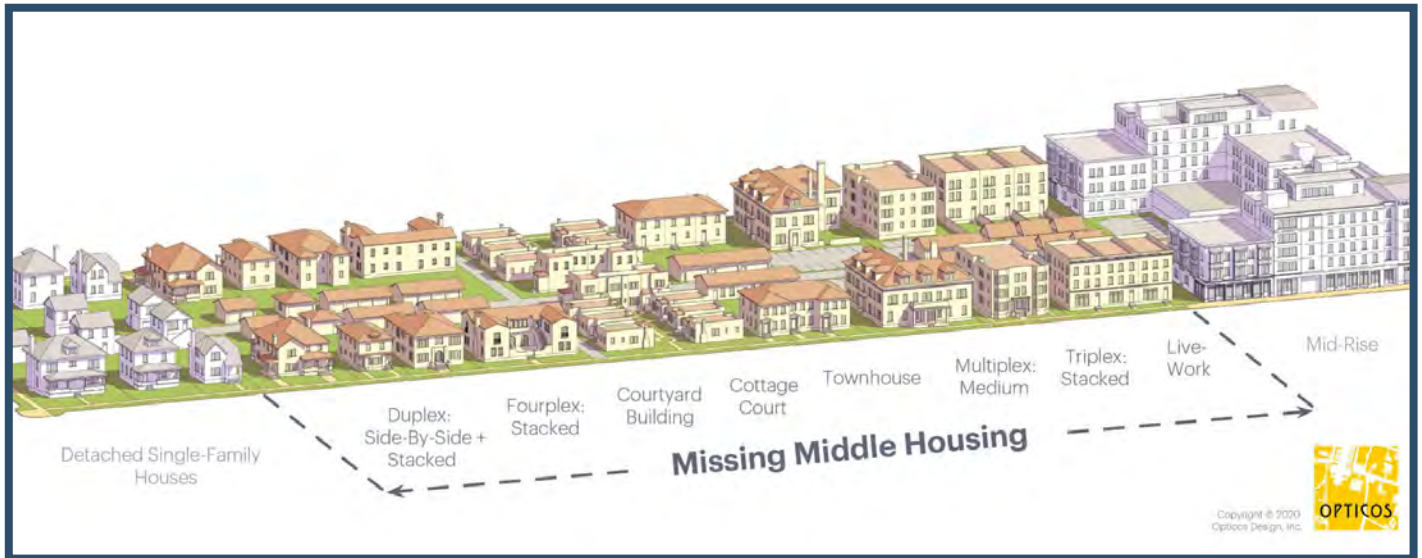 Detached Single-Family
Houses
Duplex:
Side-By-Side +
Stacked
Fourplex:
Stacked
Courtyard
Building
Cottage
Court
Townhouse
Multiplex:
Medium
Triplex:
Stacked
Live-
Work
Mid-Rise
Missing Middle Housing
Copyright © 2020
Opticos Design, Inc.
OPTICOS